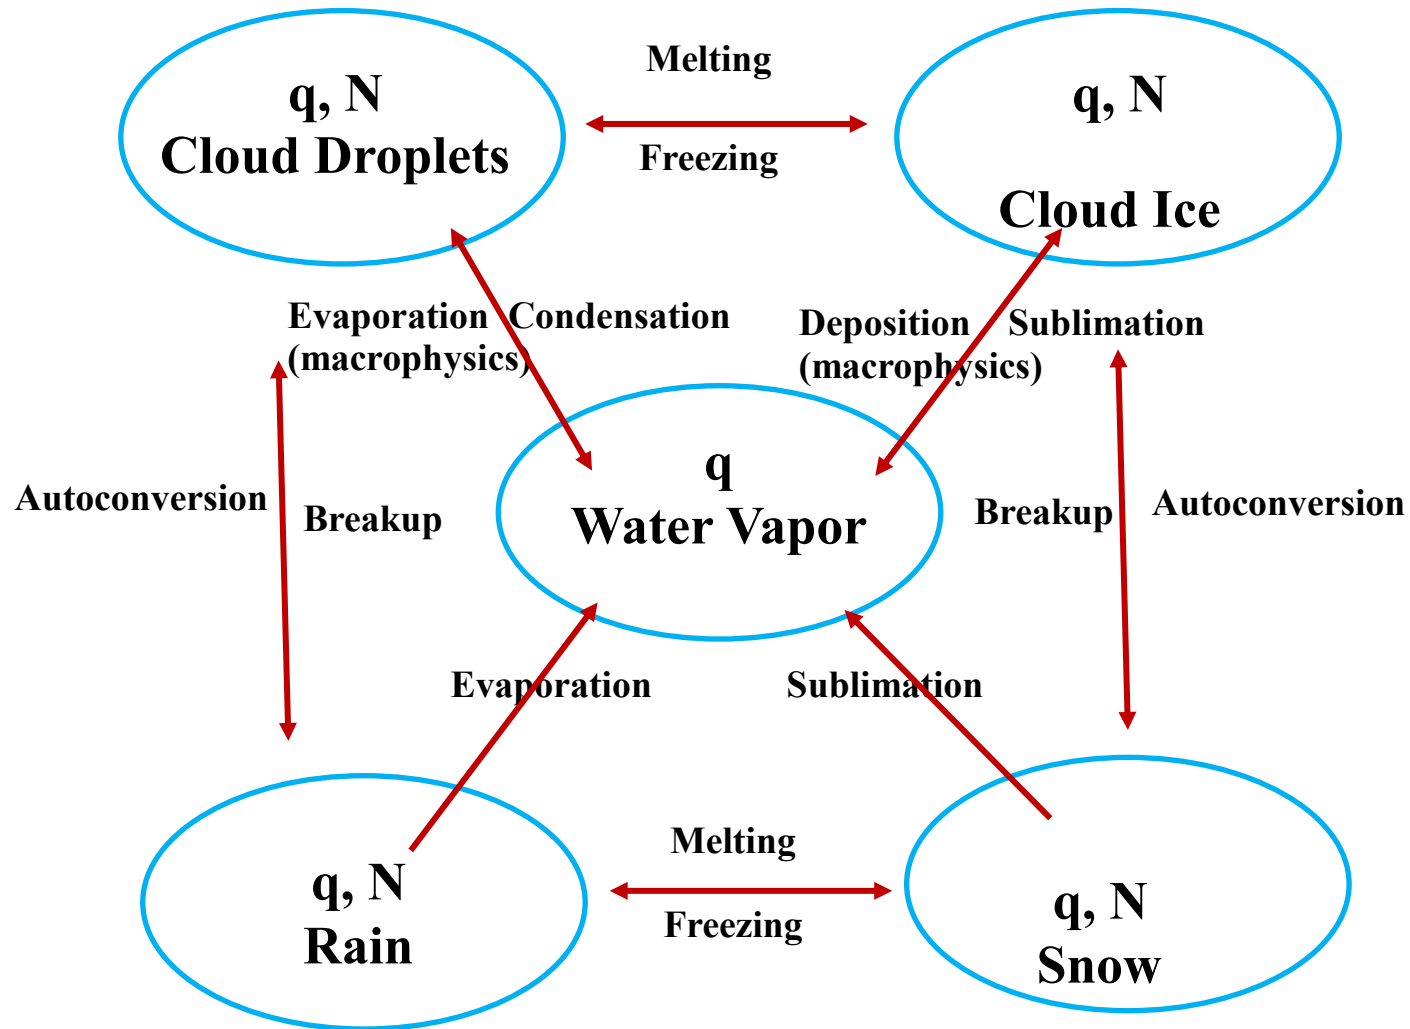 Melting
q, N
Cloud Droplets
q, N
Freezing
Cloud Ice
Evaporation Condensation
(macrophysics)
Deposition Sublimation
(macrophysics)
q
Water Vapor
Autoconversion
Breakup
Breakup
Autoconversion
Evaporation
Sublimation
Melting
q, N
Rain
Freezing
q, N
Snow